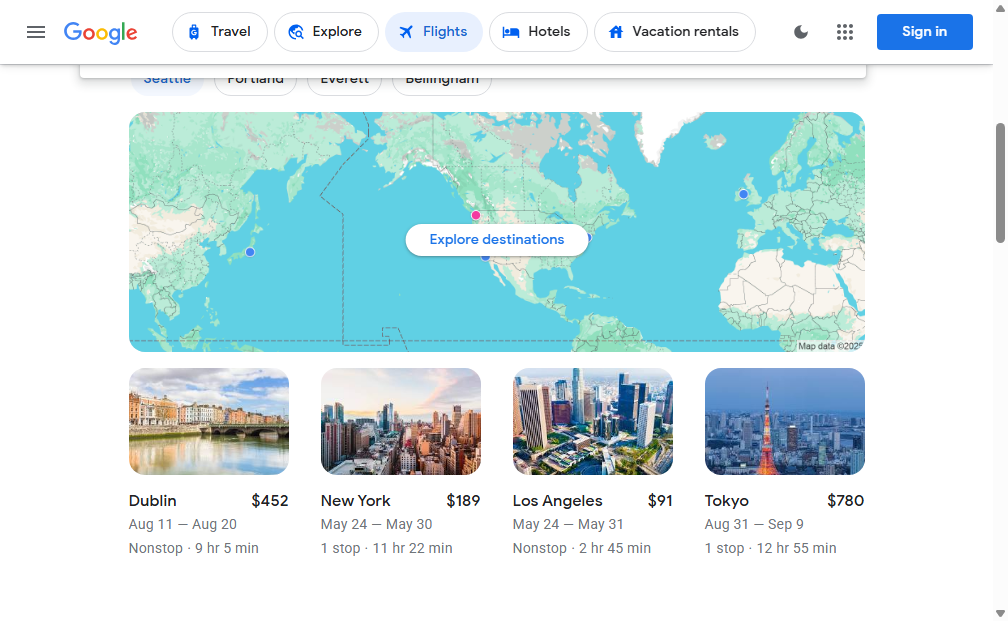 Google
Travel
Explore
Flights
Hotels
Vacation rentals
Sign in
Seattle
Portland
Everett
Bellingham
Explore destinations
Map data ©2025
Dublin $452
Aug 11 — Aug 20
Nonstop · 9 hr 5 min
New York $189
May 24 — May 30
1 stop · 11 hr 22 min
Los Angeles $91
May 24 — May 31
Nonstop · 2 hr 45 min
Tokyo $780
Aug 31 — Sep 9
1 stop · 12 hr 55 min